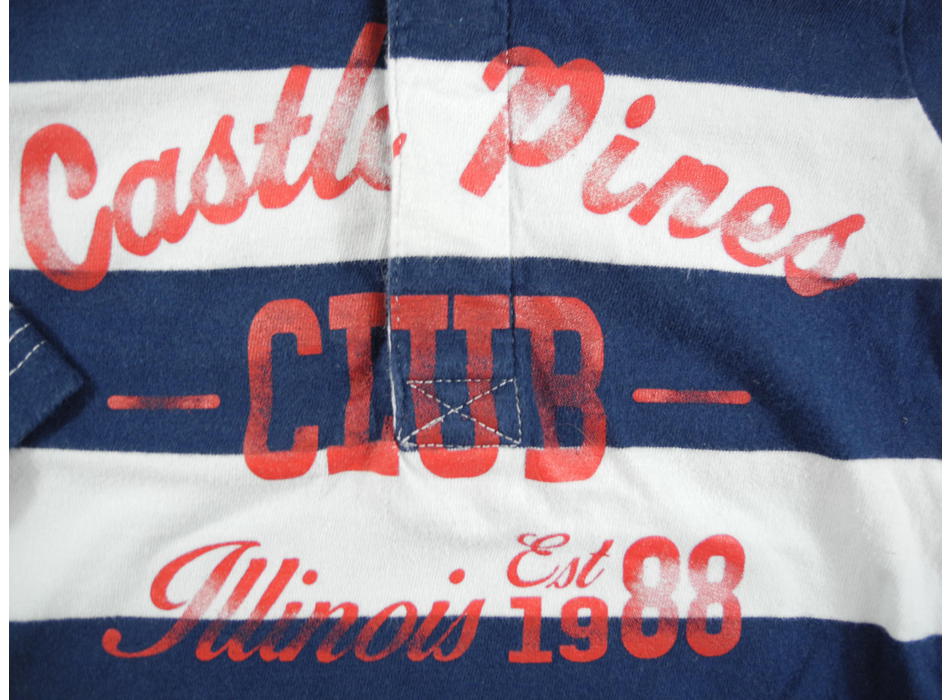 Castle Pines
CLUB
Illinois Est 1988